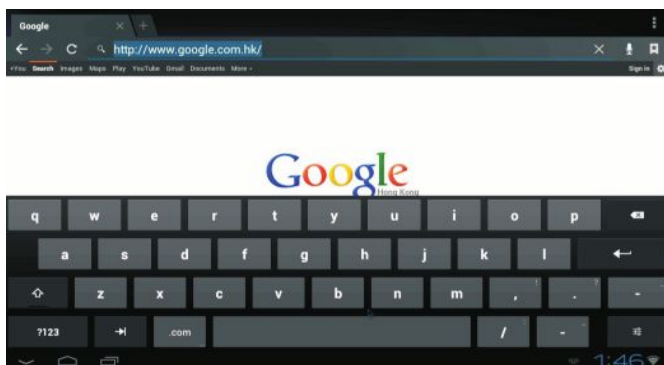 Google
http://www.google.com.hk/
+You Search Images Maps Play YouTube Gmail Documents More
Sign in
Google
Hong Kong
q w e r t y u i o p
a s d f g h j k l
z x c v b n m , ! . ? -
?123 .com / -
1:46